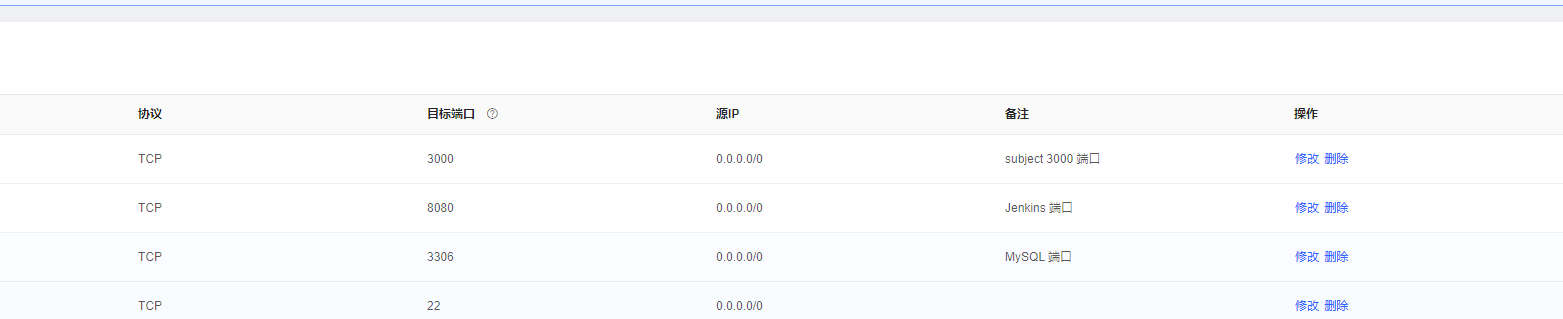 协议 目标端口 源IP 备注 操作
TCP 3000 0.0.0.0/0 subject 3000 端口 修改 删除
TCP 8080 0.0.0.0/0 Jenkins 端口 修改 删除
TCP 3306 0.0.0.0/0 MySQL 端口 修改 删除
TCP 22 0.0.0.0/0 修改 删除